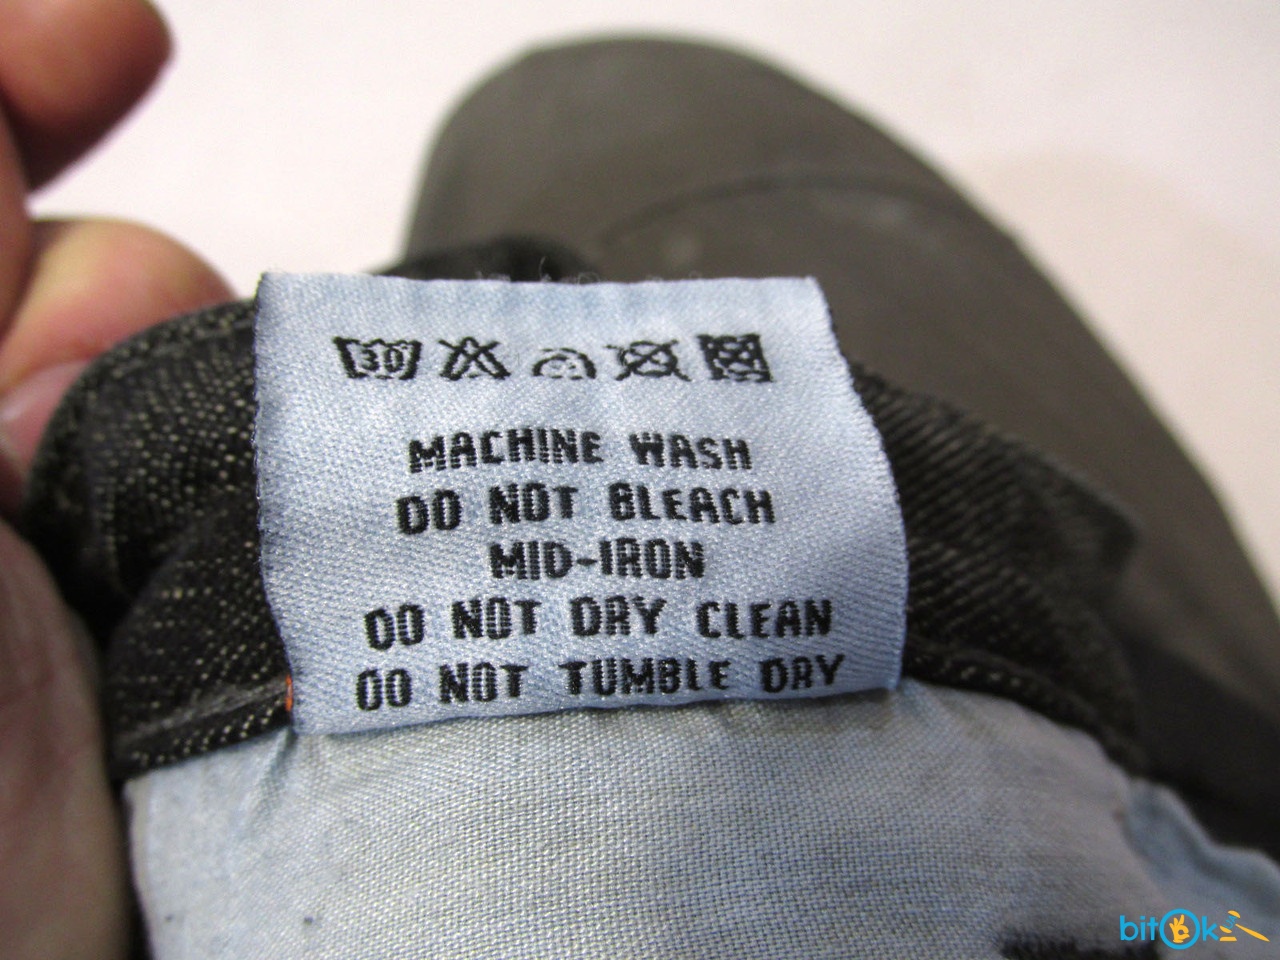 30
MACHINE WASH
DO NOT BLEACH
MID-IRON
DO NOT DRY CLEAN
DO NOT TUMBLE DRY
bitOk